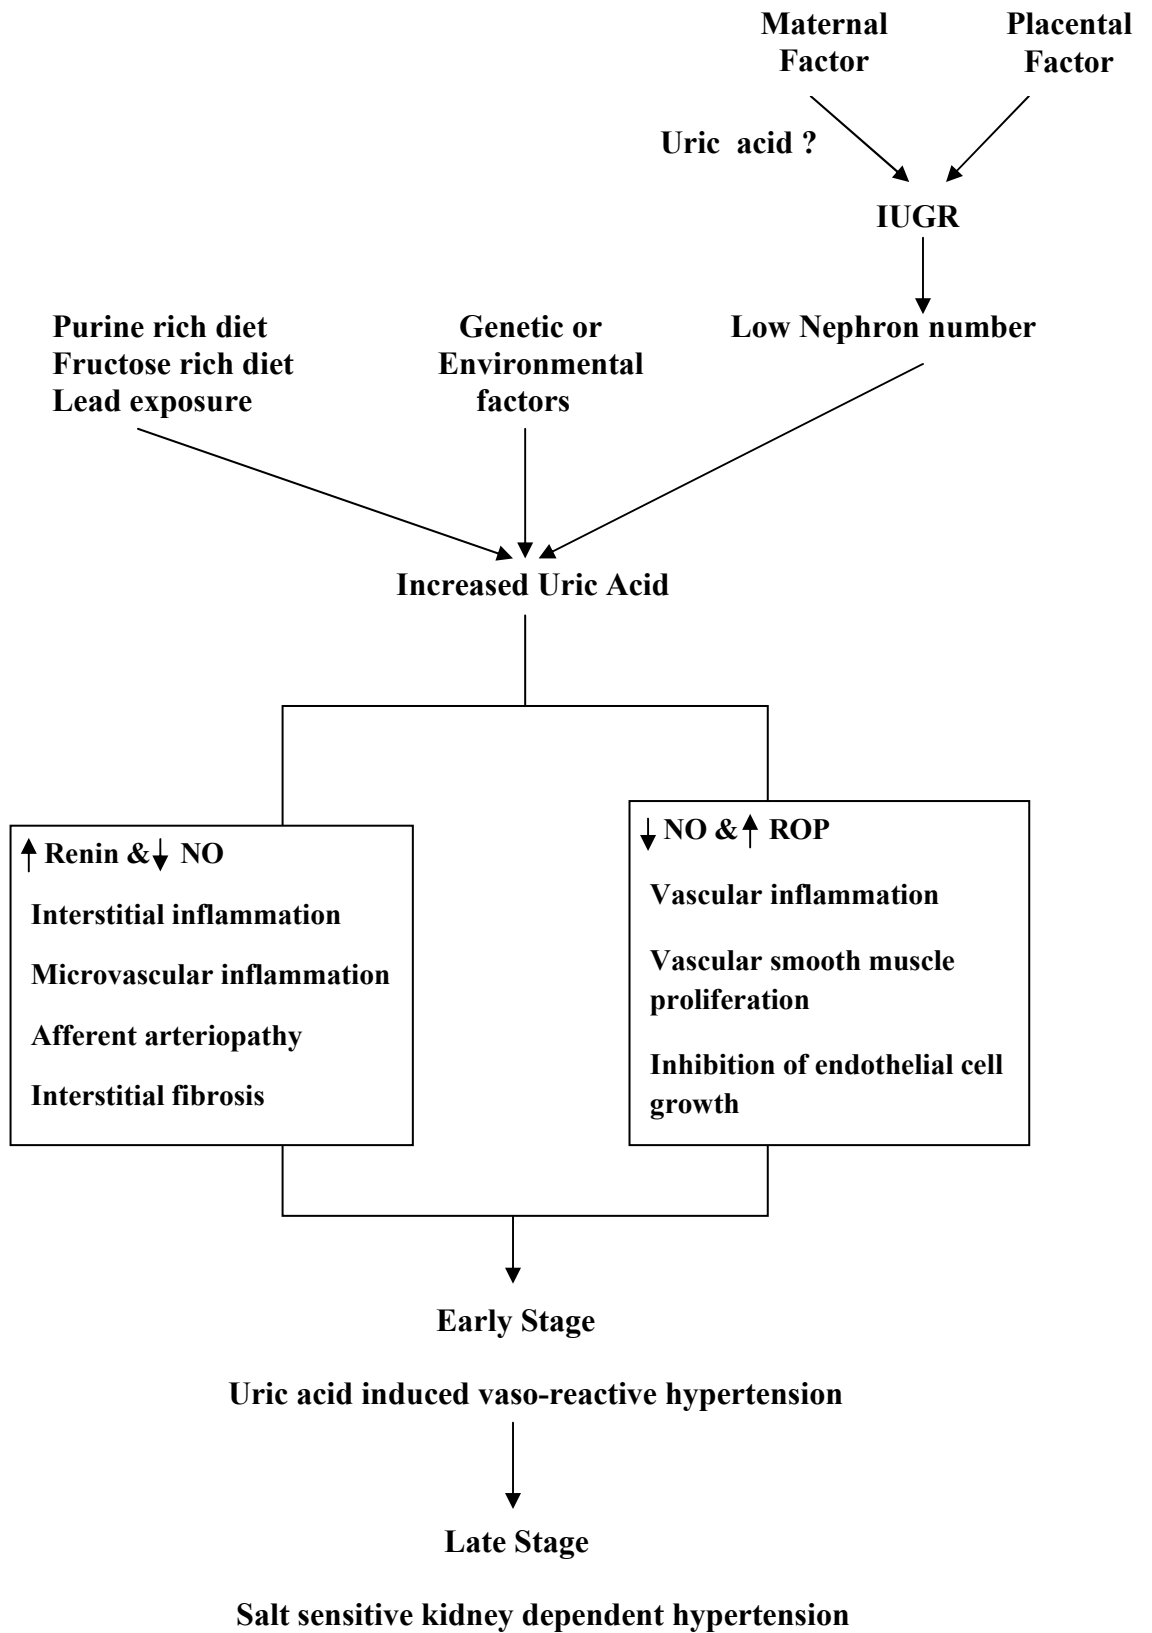 Maternal
Factor
Placental
Factor
Uric acid ?
IUGR
Purine rich diet
Fructose rich diet
Lead exposure
Genetic or
Environmental
factors
Low Nephron number
Increased Uric Acid
↑ Renin & ↓ NO
Interstitial inflammation
Microvascular inflammation
Afferent arteriopathy
Interstitial fibrosis
↓ NO & ↑ ROP
Vascular inflammation
Vascular smooth muscle
proliferation
Inhibition of endothelial cell
growth
Early Stage
Uric acid induced vaso-reactive hypertension
Late Stage
Salt sensitive kidney dependent hypertension